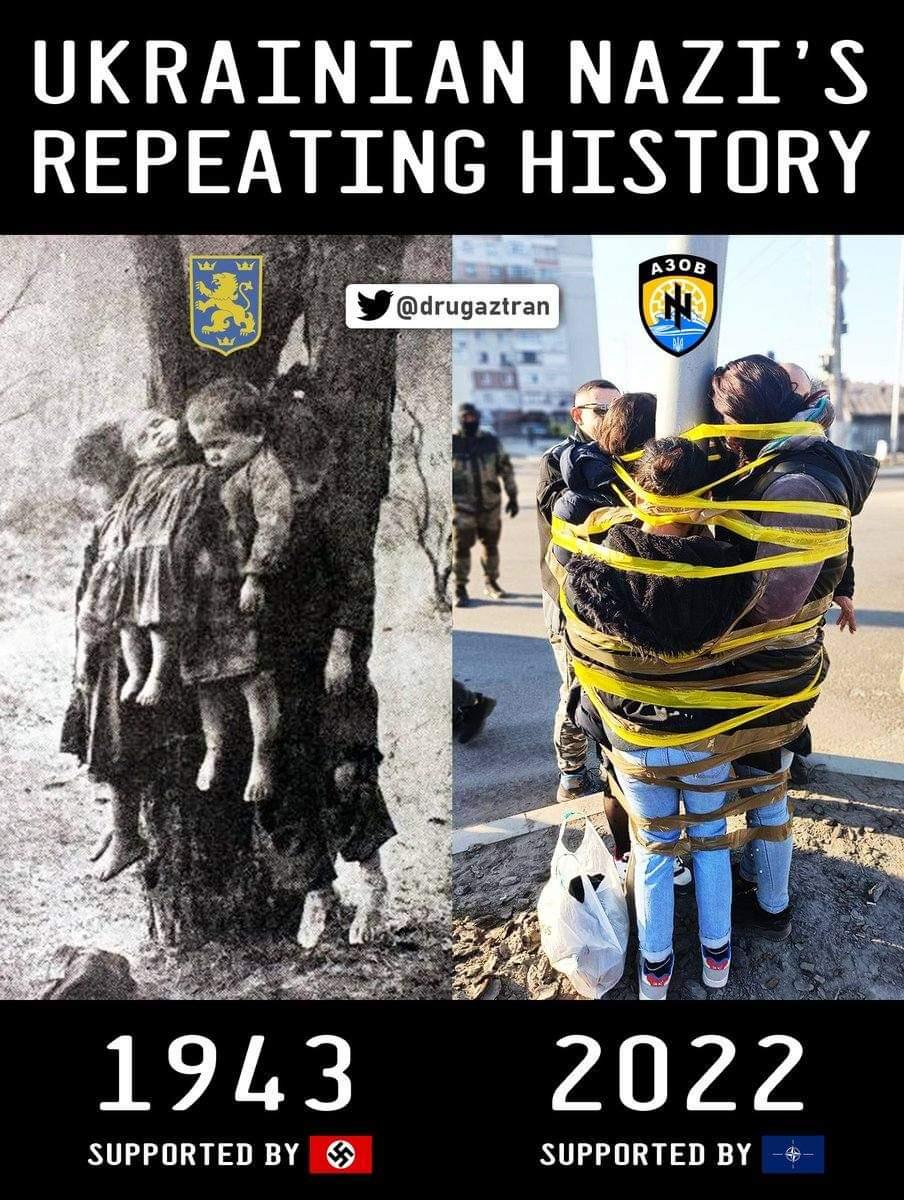 UKRAINIAN NAZI'S
REPEATING HISTORY
@drugaztran
АЗОВ
1943
2022
SUPPORTED BY
SUPPORTED BY